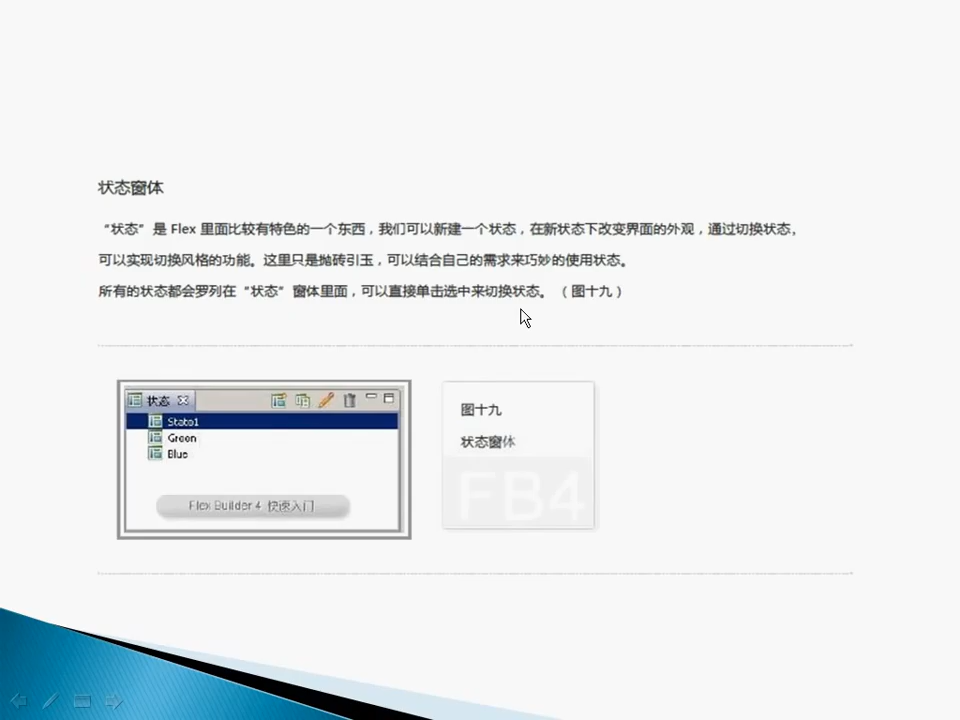 状态窗体
“状态”是 Flex 里面比较有特色的一个东西，我们可以新建一个状态，在新状态下改变界面的外观，通过切换状态，
可以实现切换风格的功能。这里只是抛砖引玉，可以结合自己的需求来巧妙的使用状态。
所有的状态都会罗列在“状态”窗体里面，可以直接单击选中来切换状态。（图十九）
状态
State1
Green
Blue
Flex Builder 4 快速入门
图十九
状态窗体
FB4